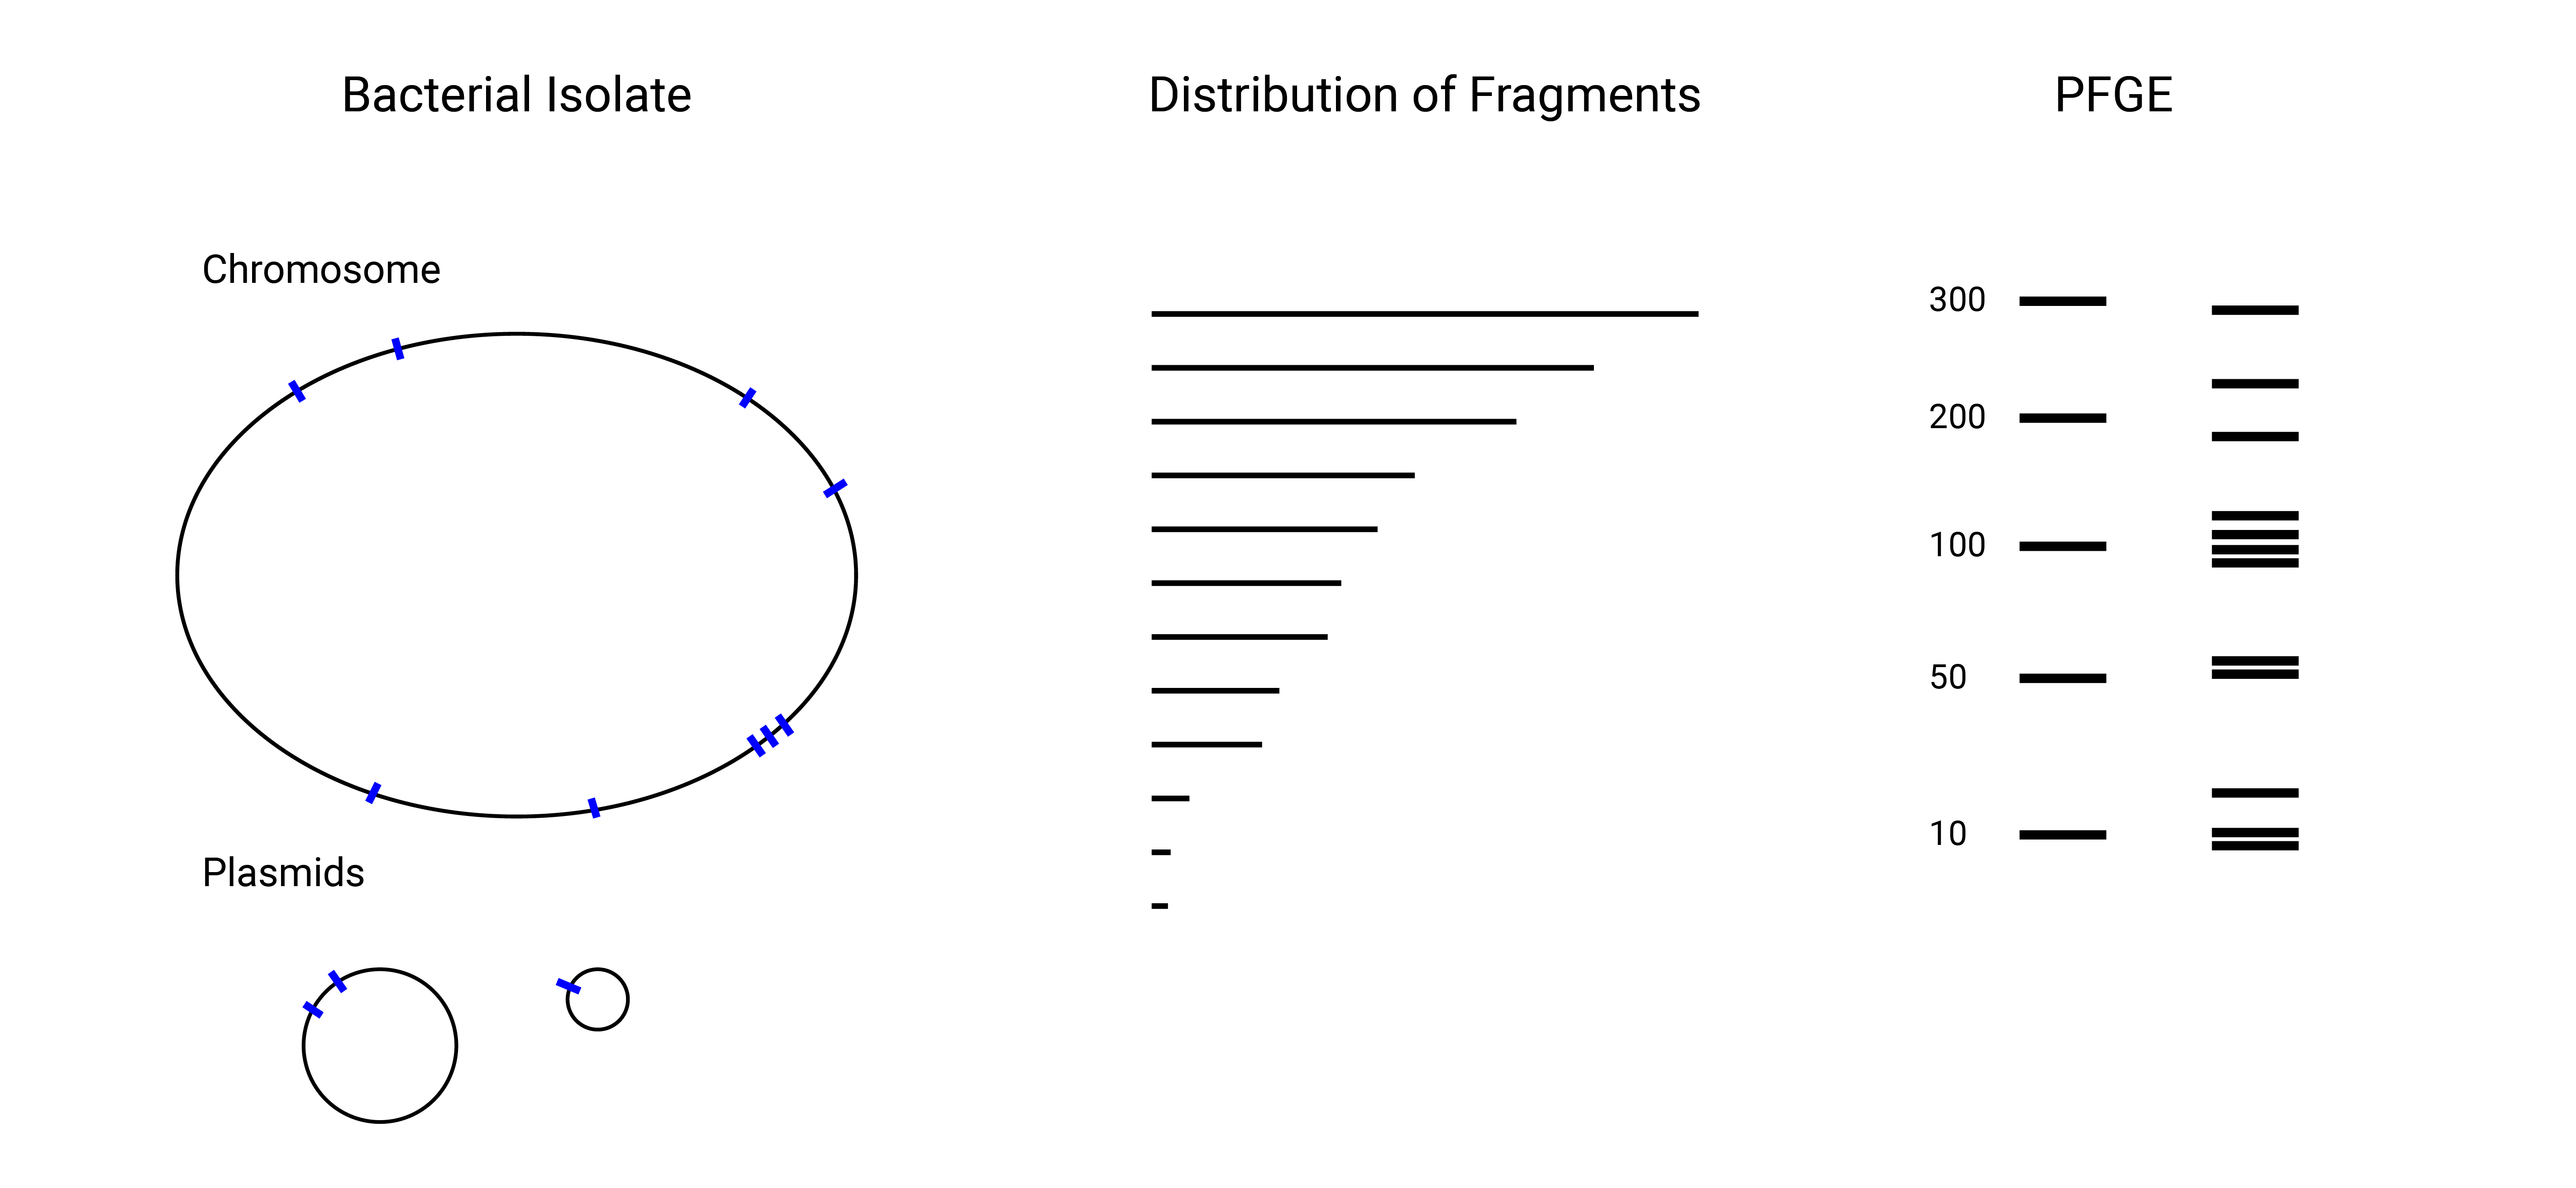 Bacterial Isolate
Distribution of Fragments
PFGE
Chromosome
Plasmids
300
200
100
50
10